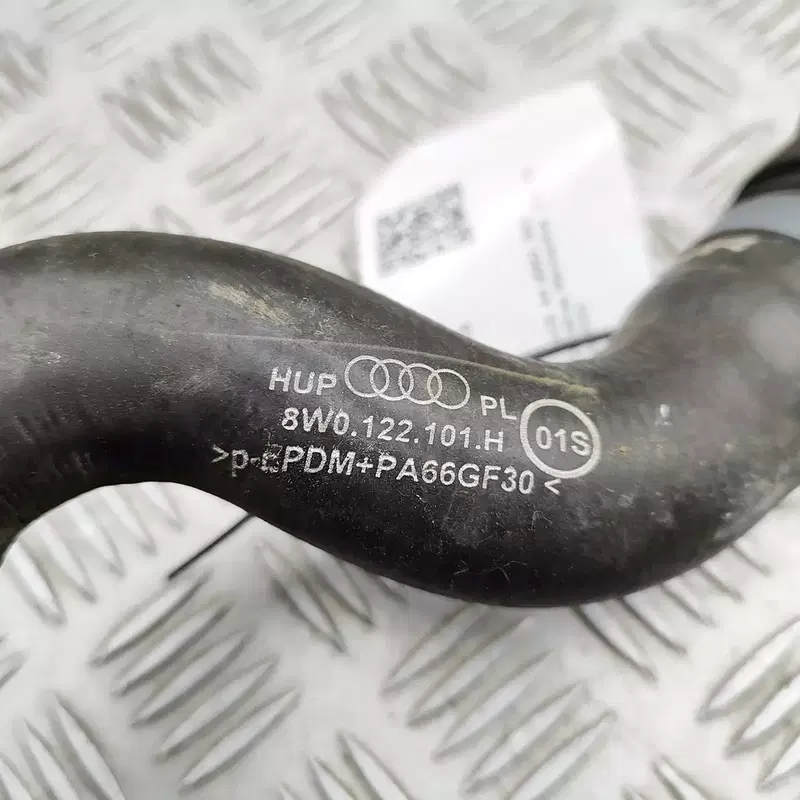 HUP PL
8W0.122.101.H 01S
>p-EPDM+PA66GF30<